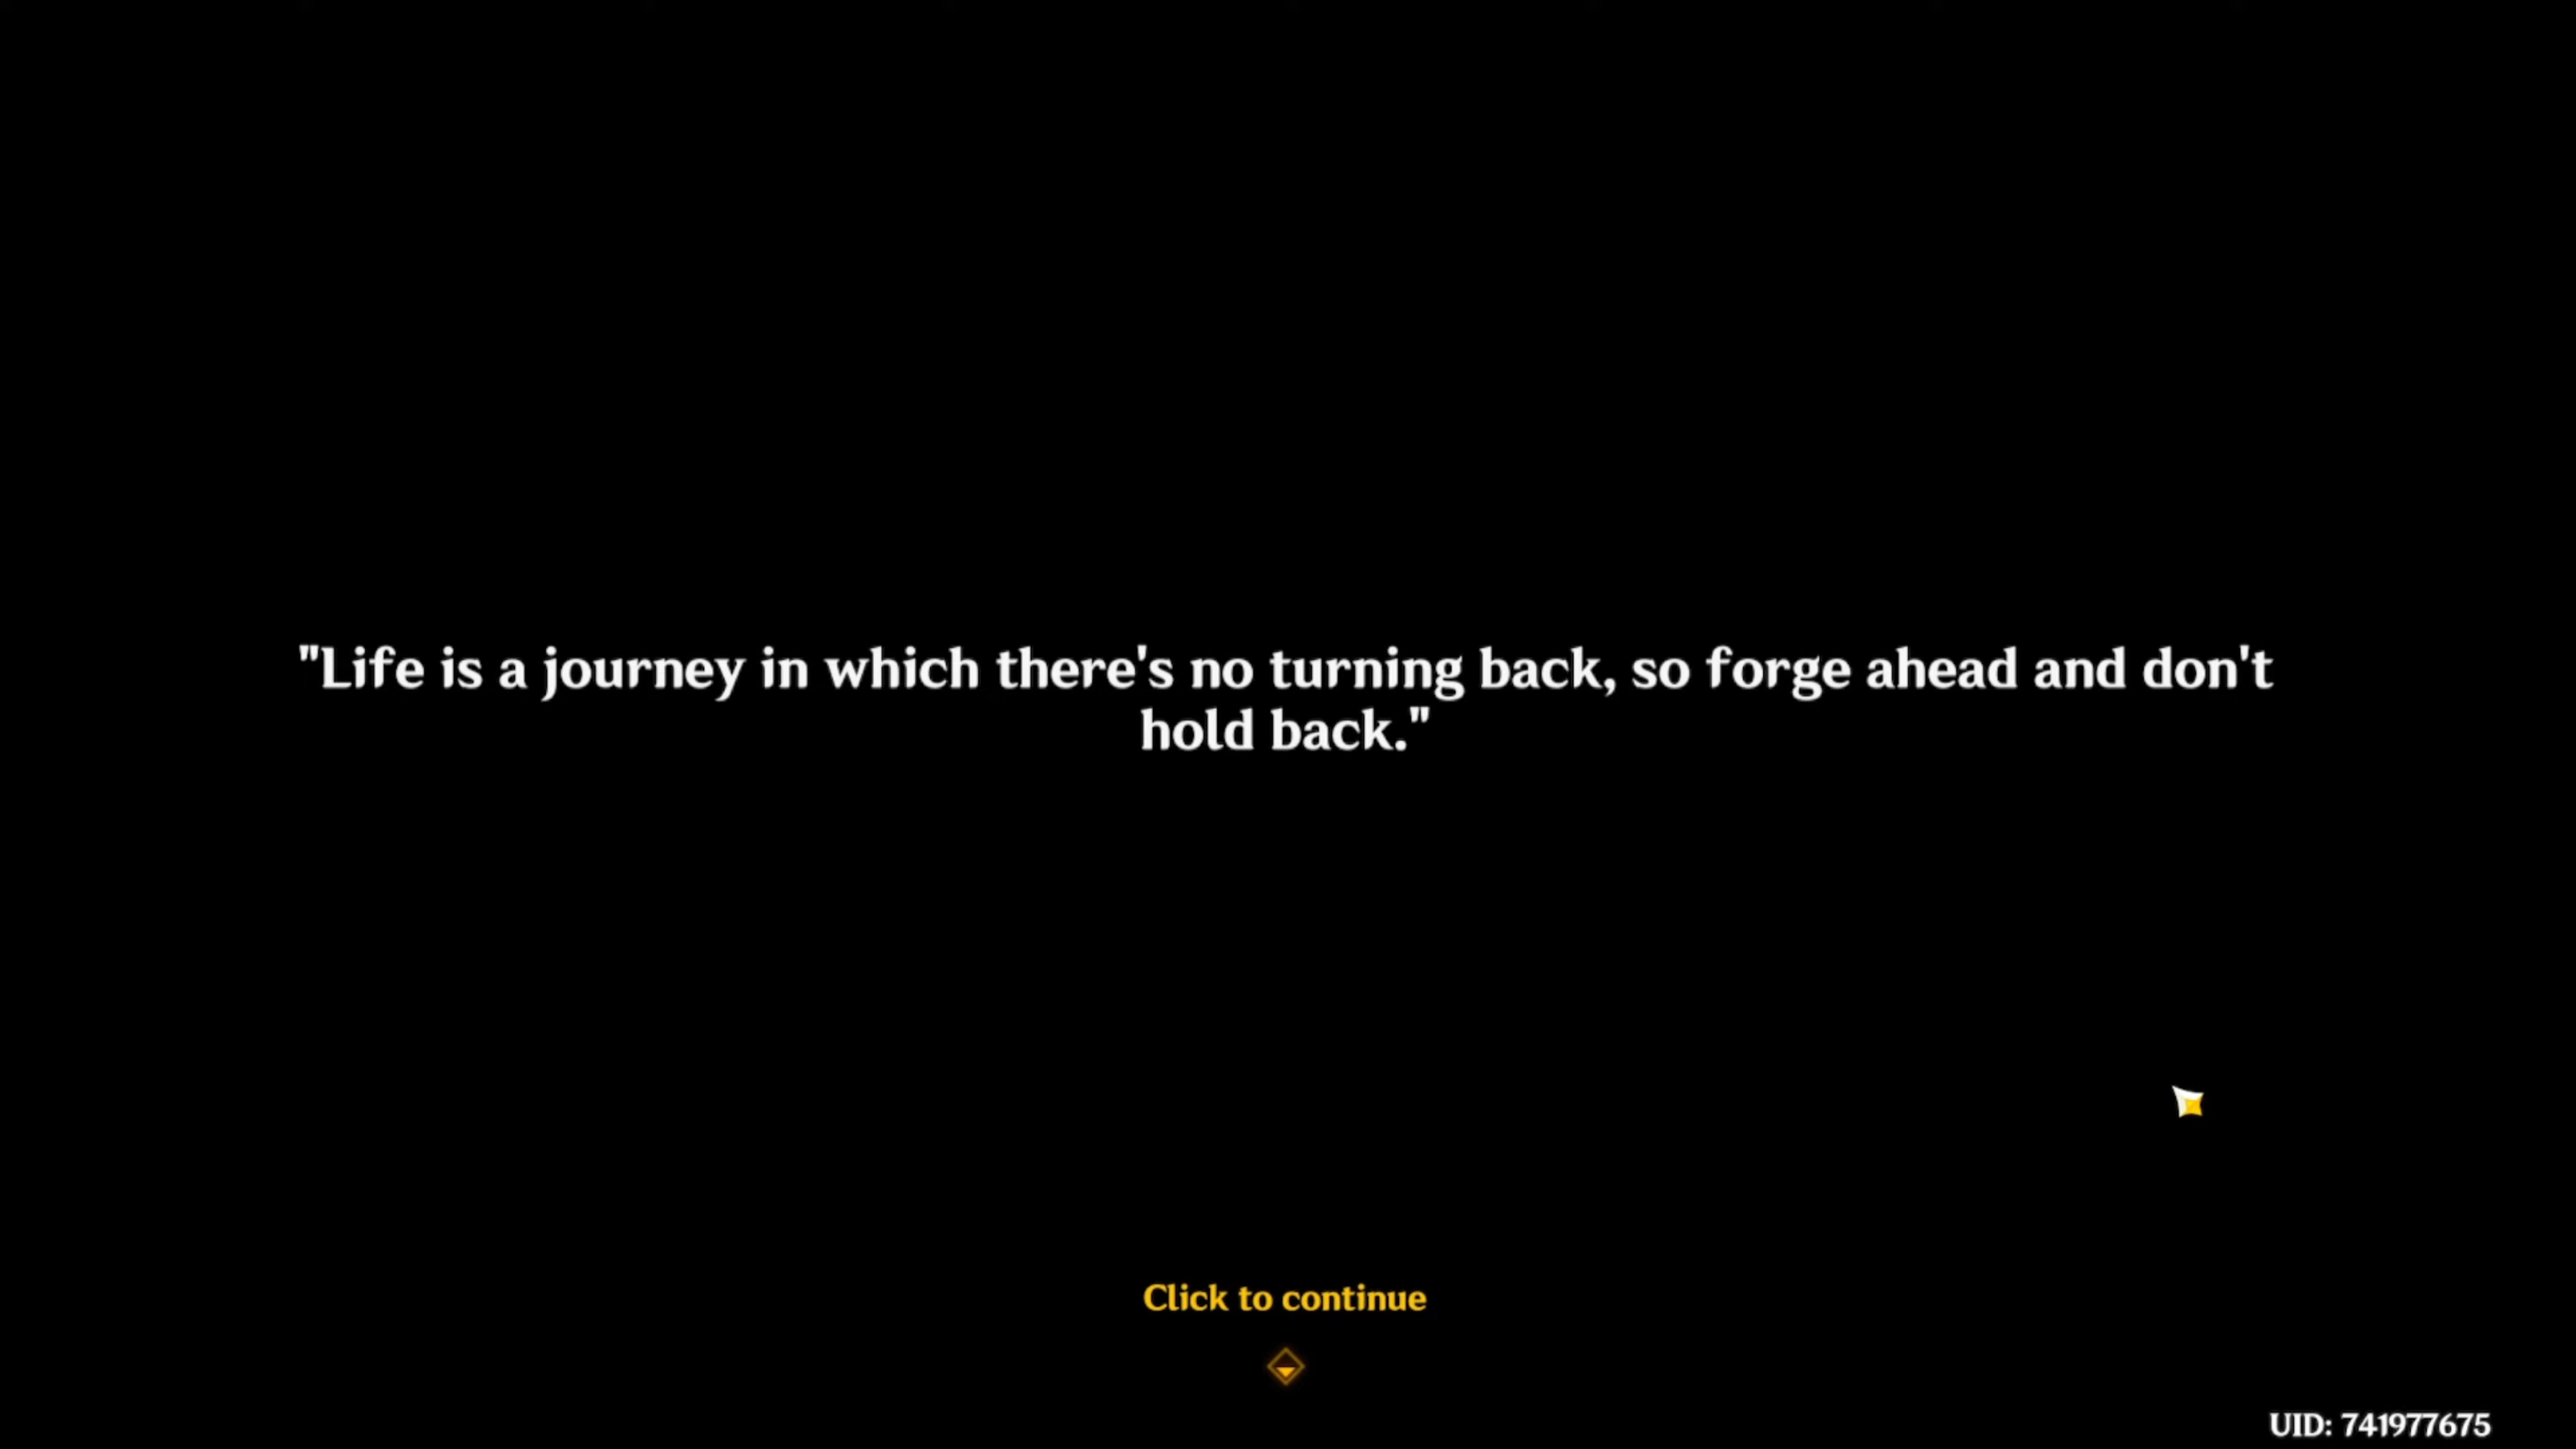 "Life is a journey in which there's no turning back, so forge ahead and don't
hold back."
Click to continue
UID: 741977675